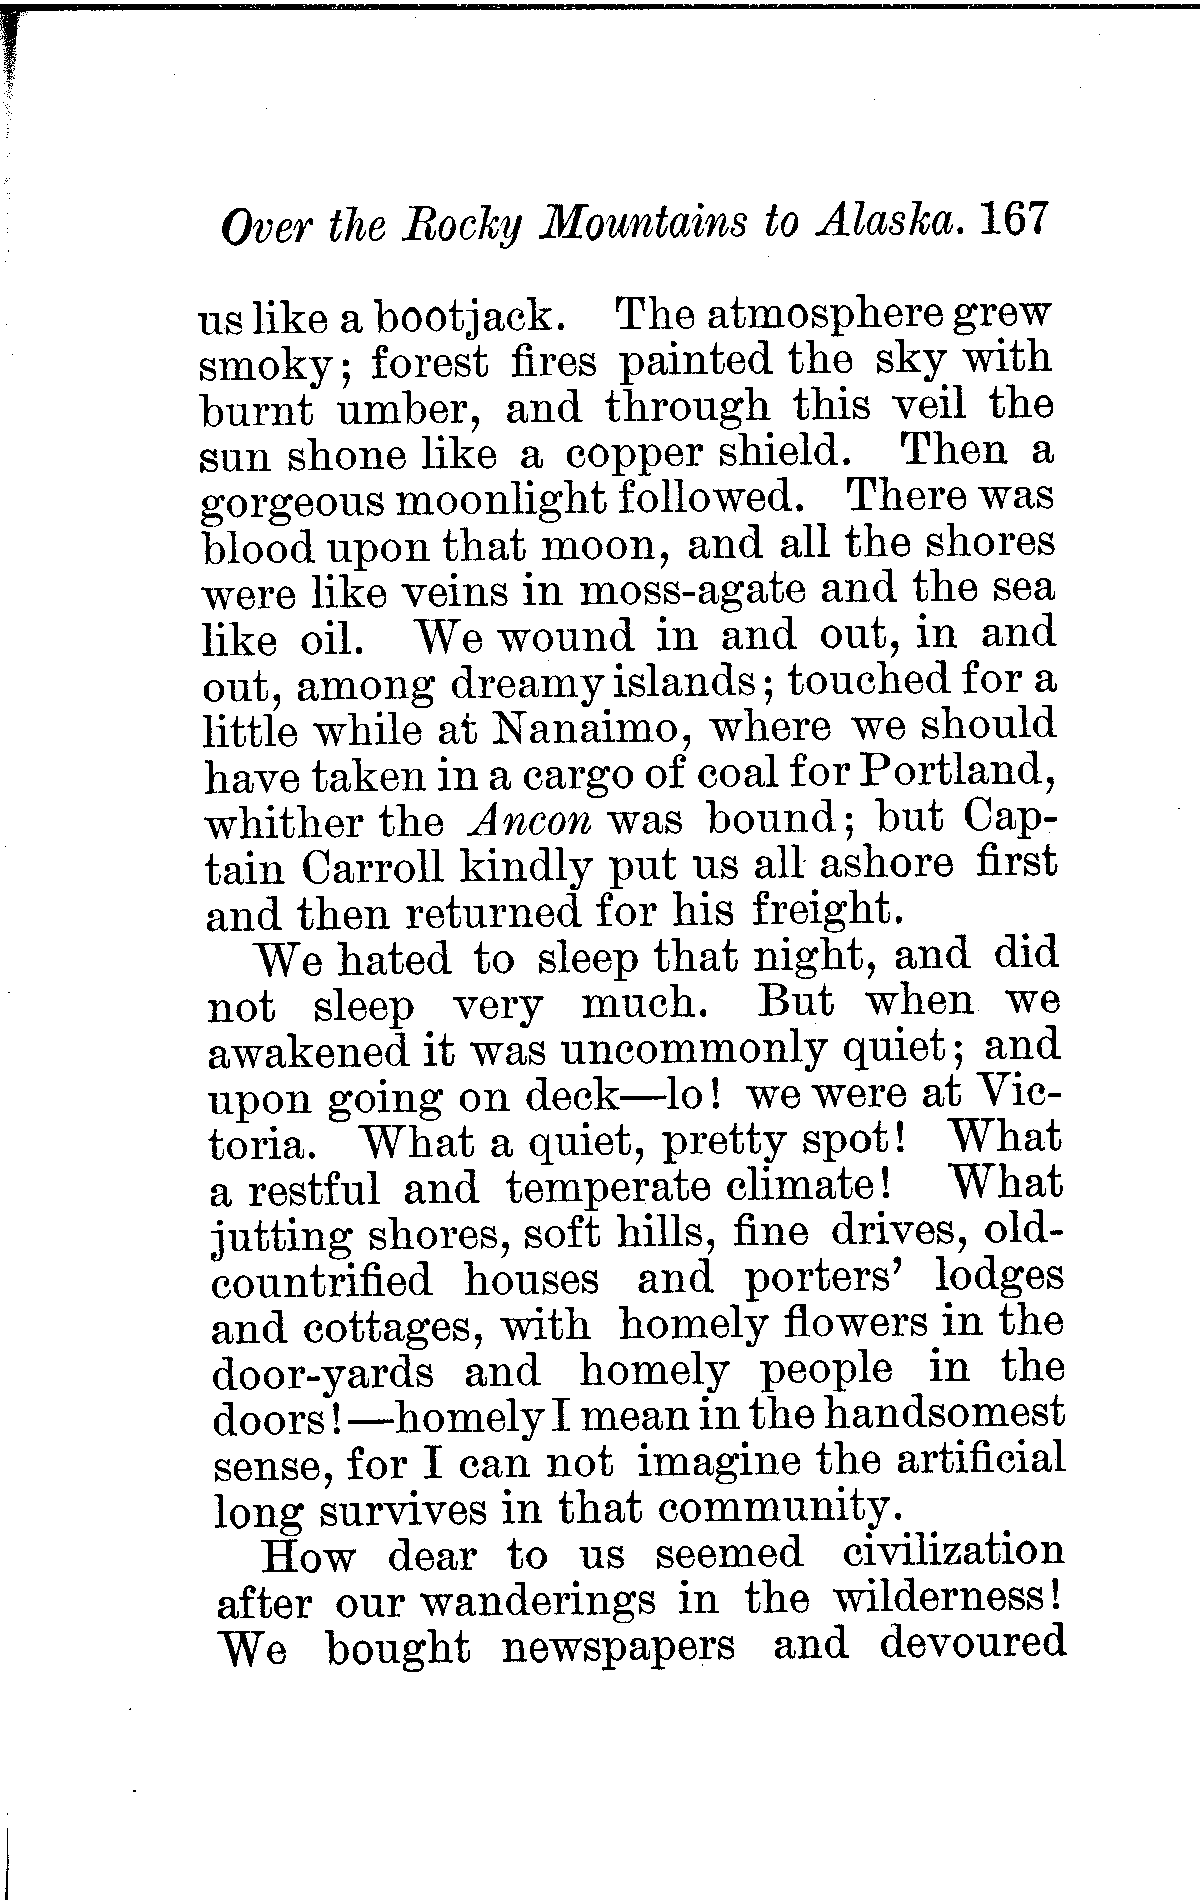 Over the Rocky Mountains to Alaska. 167
us like a bootjack. The atmosphere grew
smoky; forest fires painted the sky with
burnt umber, and through this veil the
sun shone like a copper shield. Then a
gorgeous moonlight followed. There was
blood upon that moon, and all the shores
were like veins in moss-agate and the sea
like oil. We wound in and out, in and
out, among dreamy islands; touched for a
little while at Nanaimo, where we should
have taken in a cargo of coal for Portland,
whither the Ancon was bound; but Cap-
tain Carroll kindly put us all ashore first
and then returned for his freight.
We hated to sleep that night, and did
not sleep very much. But when we
awakened it was uncommonly quiet; and
upon going on deck—lo! we were at Vic-
toria. What a quiet, pretty spot! What
a restful and temperate climate! What
jutting shores, soft hills, fine drives, old-
countrified houses and porters' lodges
and cottages, with homely flowers in the
door-yards and homely people in the
doors!—homely I mean in the handsomest
sense, for I can not imagine the artificial
long survives in that community.
How dear to us seemed civilization
after our wanderings in the wilderness!
We bought newspapers and devoured